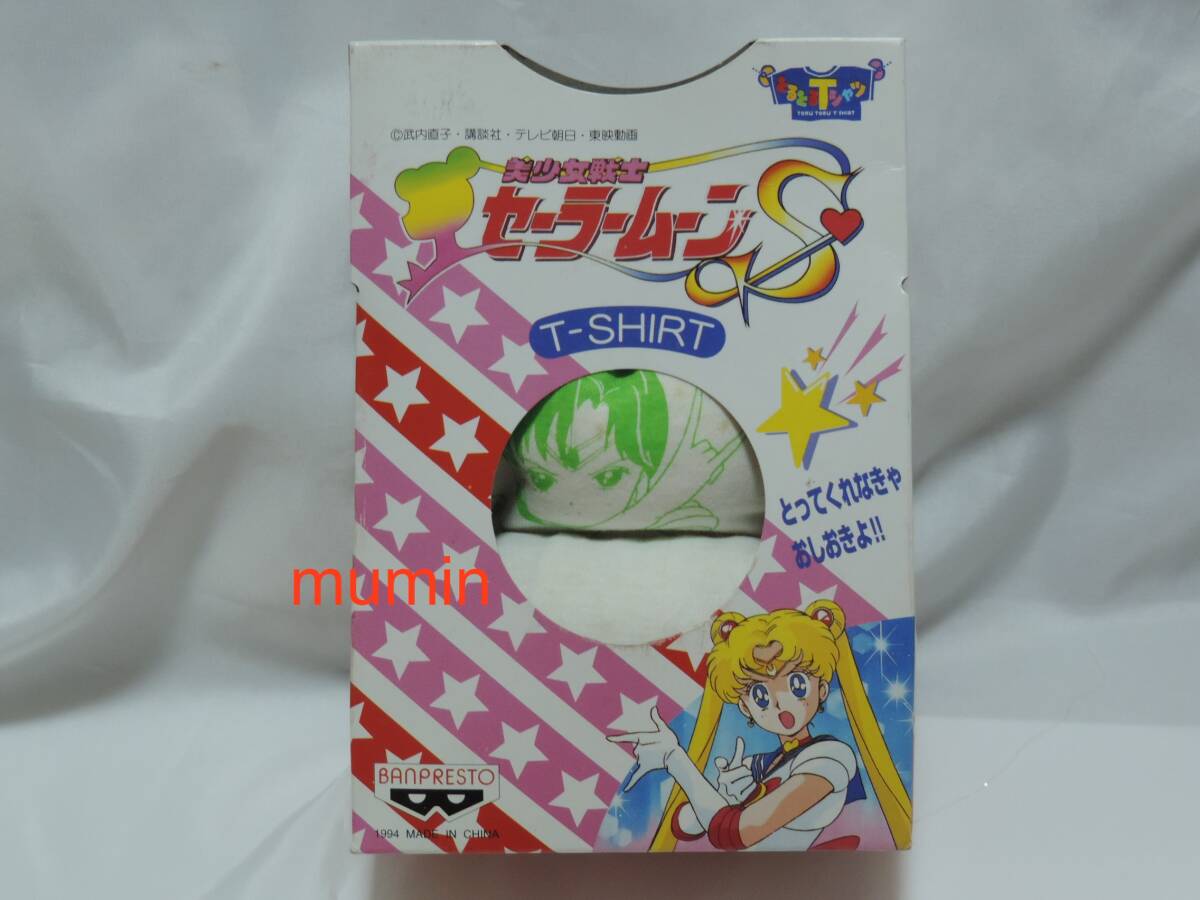 とるとるTシャツ
TORU TORU T SHIRT
©武内直子・講談社・テレビ朝日・東映動画
美少女戦士
セーラームーンS
T-SHIRT
とってくれなきゃ
おしおきよ!!
mumin
BANPRESTO
1994 MADE IN CHINA